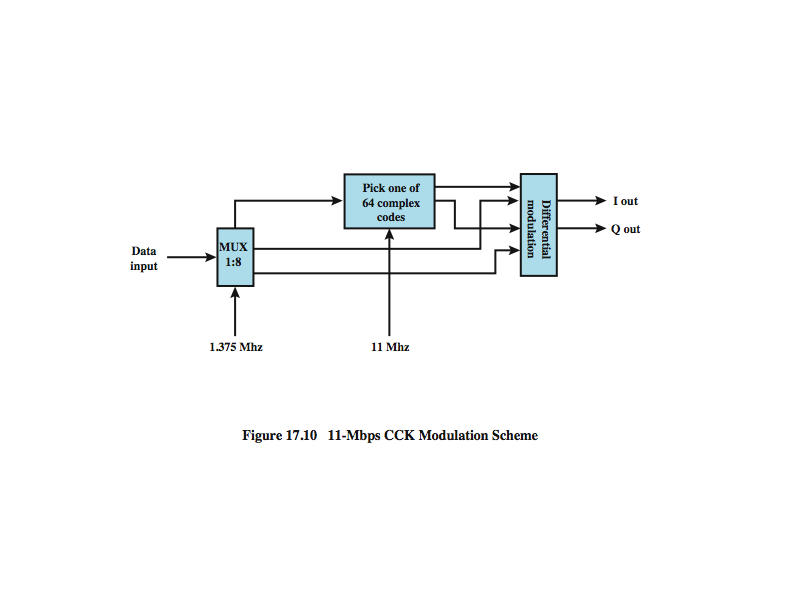 Pick one of
64 complex
codes
Differential
modulation
I out
Q out
MUX
1:8
Data
input
1.375 Mhz
11 Mhz
Figure 17.10 11-Mbps CCK Modulation Scheme